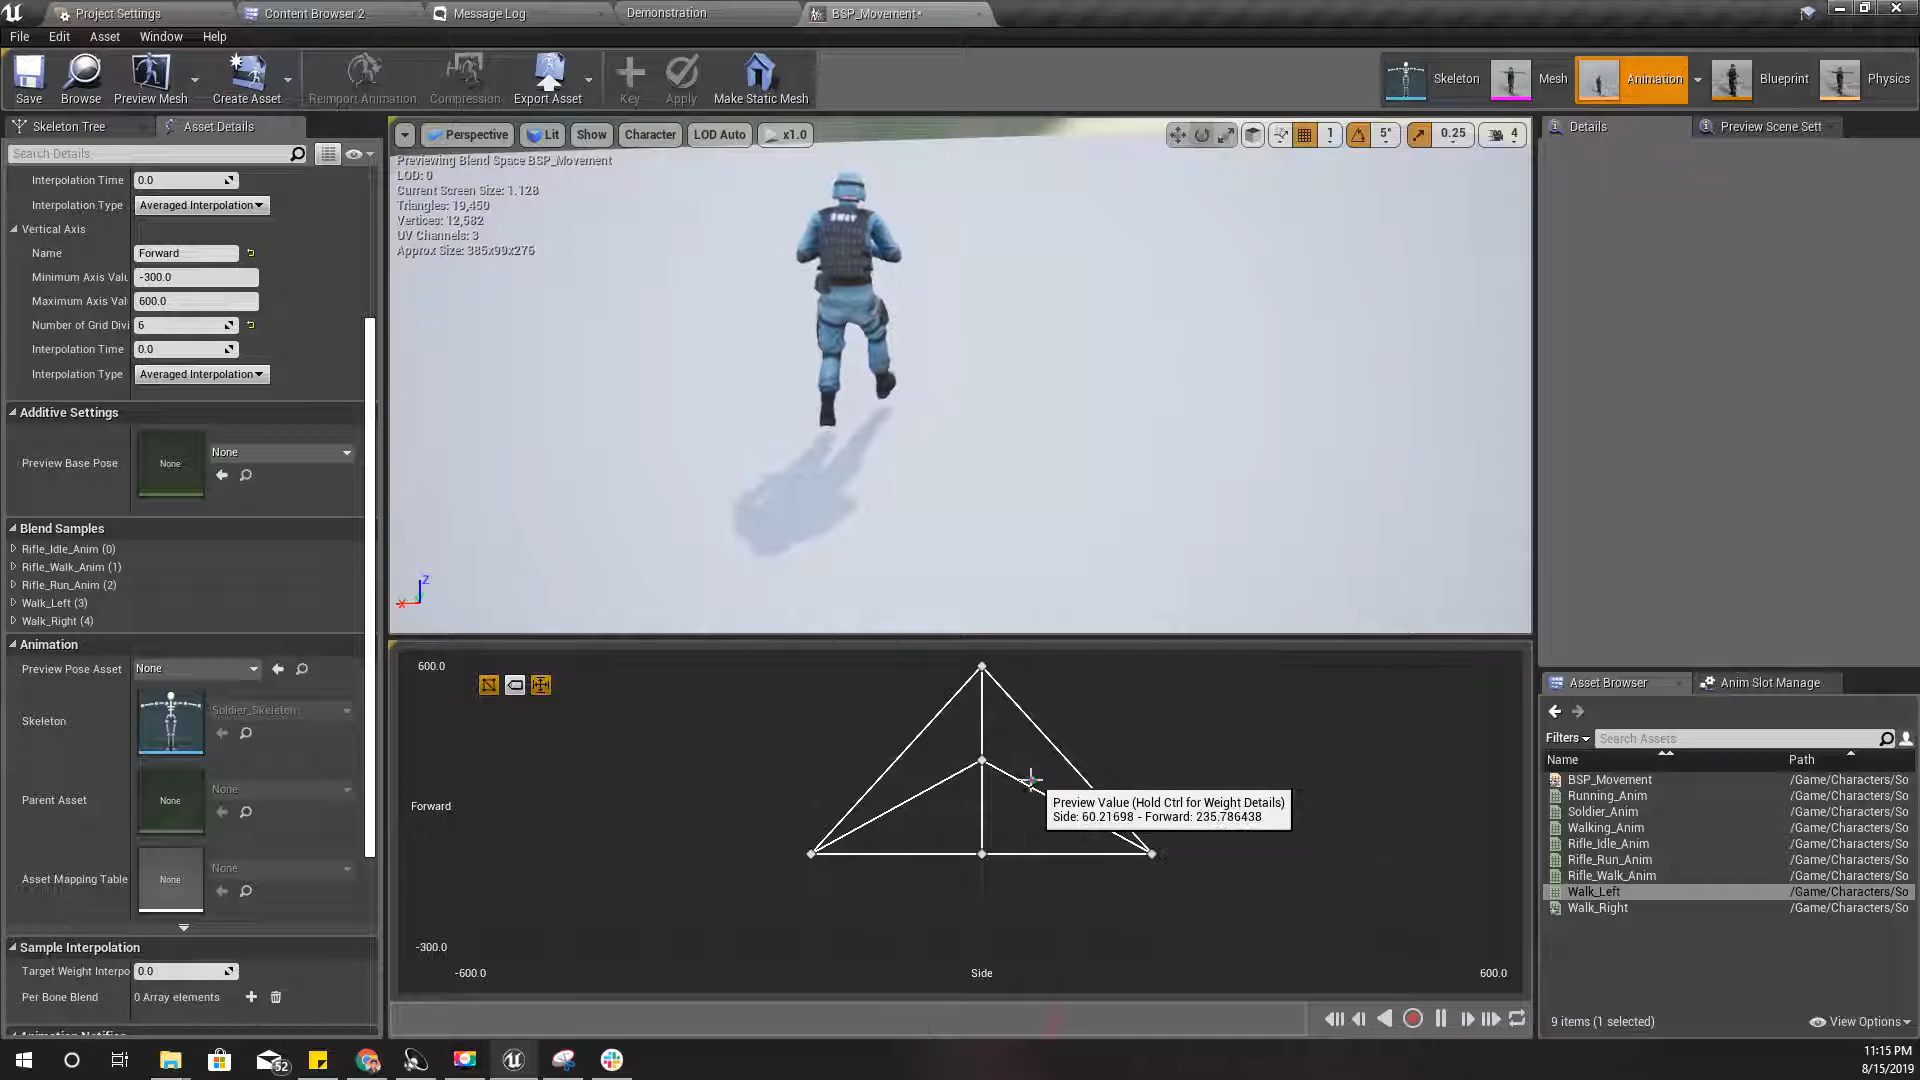 Project Settings
Content Browser 2
Message Log
Demonstration
BSP_Movement*
File Edit Asset Window Help
Save Browse Preview Mesh Create Asset Reimport Animation Compression Export Asset Key Apply Make Static Mesh
Skeleton Mesh Animation Blueprint Physics
Skeleton Tree
Asset Details
Search Details
Interpolation Time 0.0
Interpolation Type Averaged Interpolation
Vertical Axis
Name Forward
Minimum Axis Valu -300.0
Maximum Axis Val 600.0
Number of Grid Divi 6
Interpolation Time 0.0
Interpolation Type Averaged Interpolation
Additive Settings
Preview Base Pose None None
Blend Samples
Rifle_Idle_Anim (0)
Rifle_Walk_Anim (1)
Rifle_Run_Anim (2)
Walk_Left (3)
Walk_Right (4)
Animation
Preview Pose Asset None
Skeleton Soldier_Skeleton
Parent Asset None None
Asset Mapping Table None None
Sample Interpolation
Target Weight Interpo 0.0
Per Bone Blend 0 Array elements
Perspective Lit Show Character LOD Auto x1.0
1 5° 0.25 4
Previewing Blend Space BSP_Movement
LOD: 0
Current Screen Size: 1.128
Triangles: 19,450
Vertices: 12,582
UV Channels: 3
Approx Size: 385x99x276
SWAT
Z
X
600.0
Forward
-300.0
-600.0 Side 600.0
Preview Value (Hold Ctrl for Weight Details)
Side: 60.21698 - Forward: 235.786438
Details
Preview Scene Sett
Asset Browser
Anim Slot Manage
Filters Search Assets
Name Path
BSP_Movement /Game/Characters/So
Running_Anim /Game/Characters/So
Soldier_Anim /Game/Characters/So
Walking_Anim /Game/Characters/So
Rifle_Idle_Anim /Game/Characters/So
Rifle_Run_Anim /Game/Characters/So
Rifle_Walk_Anim /Game/Characters/So
Walk_Left /Game/Characters/So
Walk_Right /Game/Characters/So
9 items (1 selected) View Options
52
11:15 PM
8/15/2019